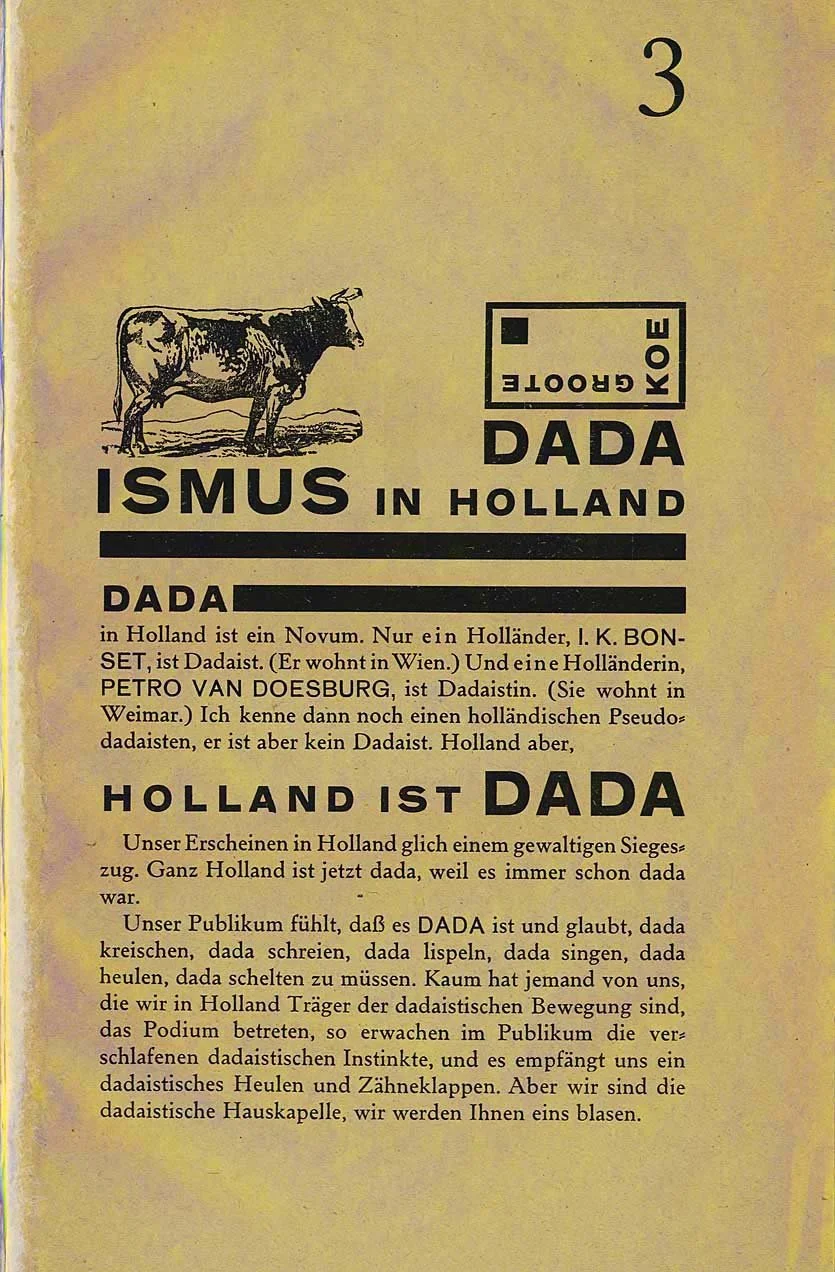 3
GROOTE
KOE
DADA
ISMUS IN HOLLAND
DADA
in Holland ist ein Novum. Nur ein Holländer, I. K. BON-
SET, ist Dadaist. (Er wohnt in Wien.) Und eine Holländerin,
PETRO VAN DOESBURG, ist Dadaistin. (Sie wohnt in
Weimar.) Ich kenne dann noch einen holländischen Pseudo-
dadaisten, er ist aber kein Dadaist. Holland aber,
HOLLAND IST DADA
Unser Erscheinen in Holland glich einem gewaltigen Sieges-
zug. Ganz Holland ist jetzt dada, weil es immer schon dada
war.
Unser Publikum fühlt, daß es DADA ist und glaubt, dada
kreischen, dada schreien, dada lispeln, dada singen, dada
heulen, dada schelten zu müssen. Kaum hat jemand von uns,
die wir in Holland Träger der dadaistischen Bewegung sind,
das Podium betreten, so erwachen im Publikum die ver-
schlafenen dadaistischen Instinkte, und es empfängt uns ein
dadaistisches Heulen und Zähneklappen. Aber wir sind die
dadaistische Hauskapelle, wir werden Ihnen eins blasen.